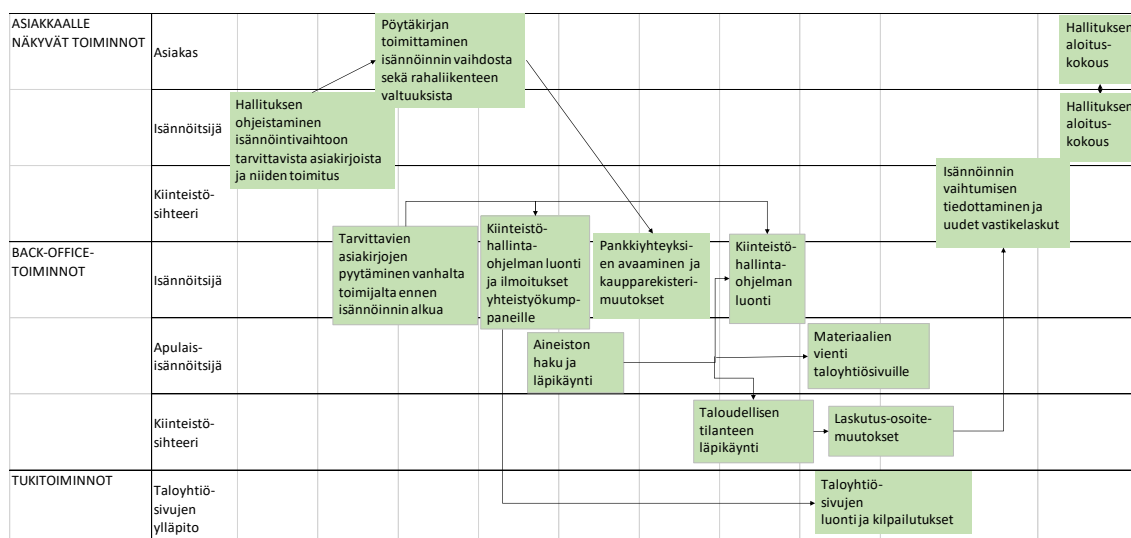 ASIAKKAALLE
NÄKYVÄT TOIMINNOT
Asiakas
Pöytäkirjan
toimittaminen
isännöinnin vaihdosta
sekä rahaliikenteen
valtuuksista
Hallituksen
aloitus-
kokous
Isännöitsijä
Hallituksen
ohjeistaminen
isännöintivaihtoon
tarvittavista asiakirjoista
ja niiden toimitus
Hallituksen
aloitus-
kokous
Kiinteistö-
sihteeri
Isännöinnin
vaihtumisen
tiedottaminen ja
uudet vastikelaskut
BACK-OFFICE-
TOIMINNOT
Isännöitsijä
Tarvittavien
asiakirjojen
pyytäminen vanhalta
toimijalta ennen
isännöinnin alkua
Kiinteistö-
hallinta-
ohjelman luonti
ja ilmoitukset
yhteistyökump-
paneille
Pankkiyhteyksi-
en avaaminen ja
kaupparekisteri-
muutokset
Kiinteistö-
hallinta-
ohjelman
luonti
Apulais-
isännöitsijä
Aineiston
haku ja
läpikäynti
Materiaalien
vienti
taloyhtiösivuille
Kiinteistö-
sihteeri
Taloudellisen
tilanteen
läpikäynti
Laskutus-osoite-
muutokset
TUKITOIMINNOT
Taloyhtiö-
sivujen
ylläpito
Taloyhtiö-
sivujen
luonti ja kilpailutukset